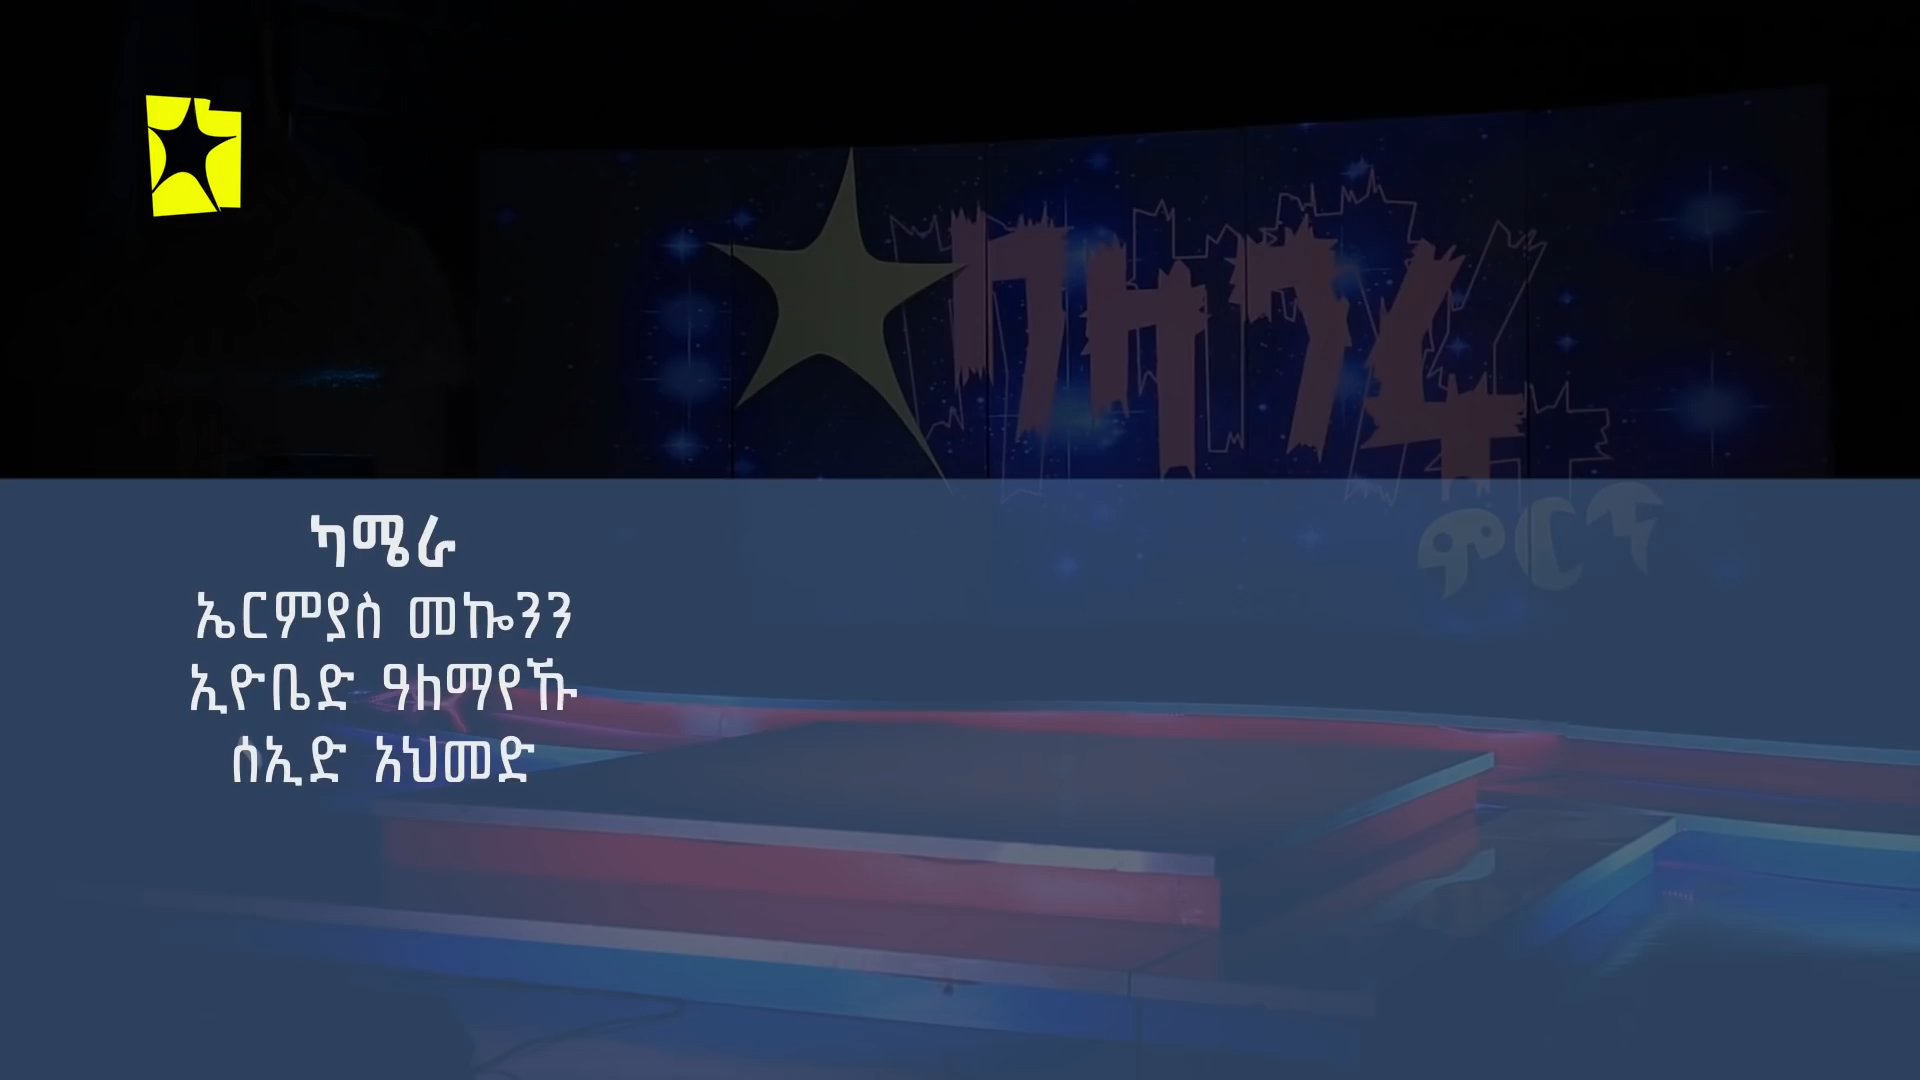 ባላገሩ
ምርጥ
ካሜራ
ኤርምያስ መኰንን
ኢዮቤድ ዓለማየኹ
ሰኢድ አህመድ